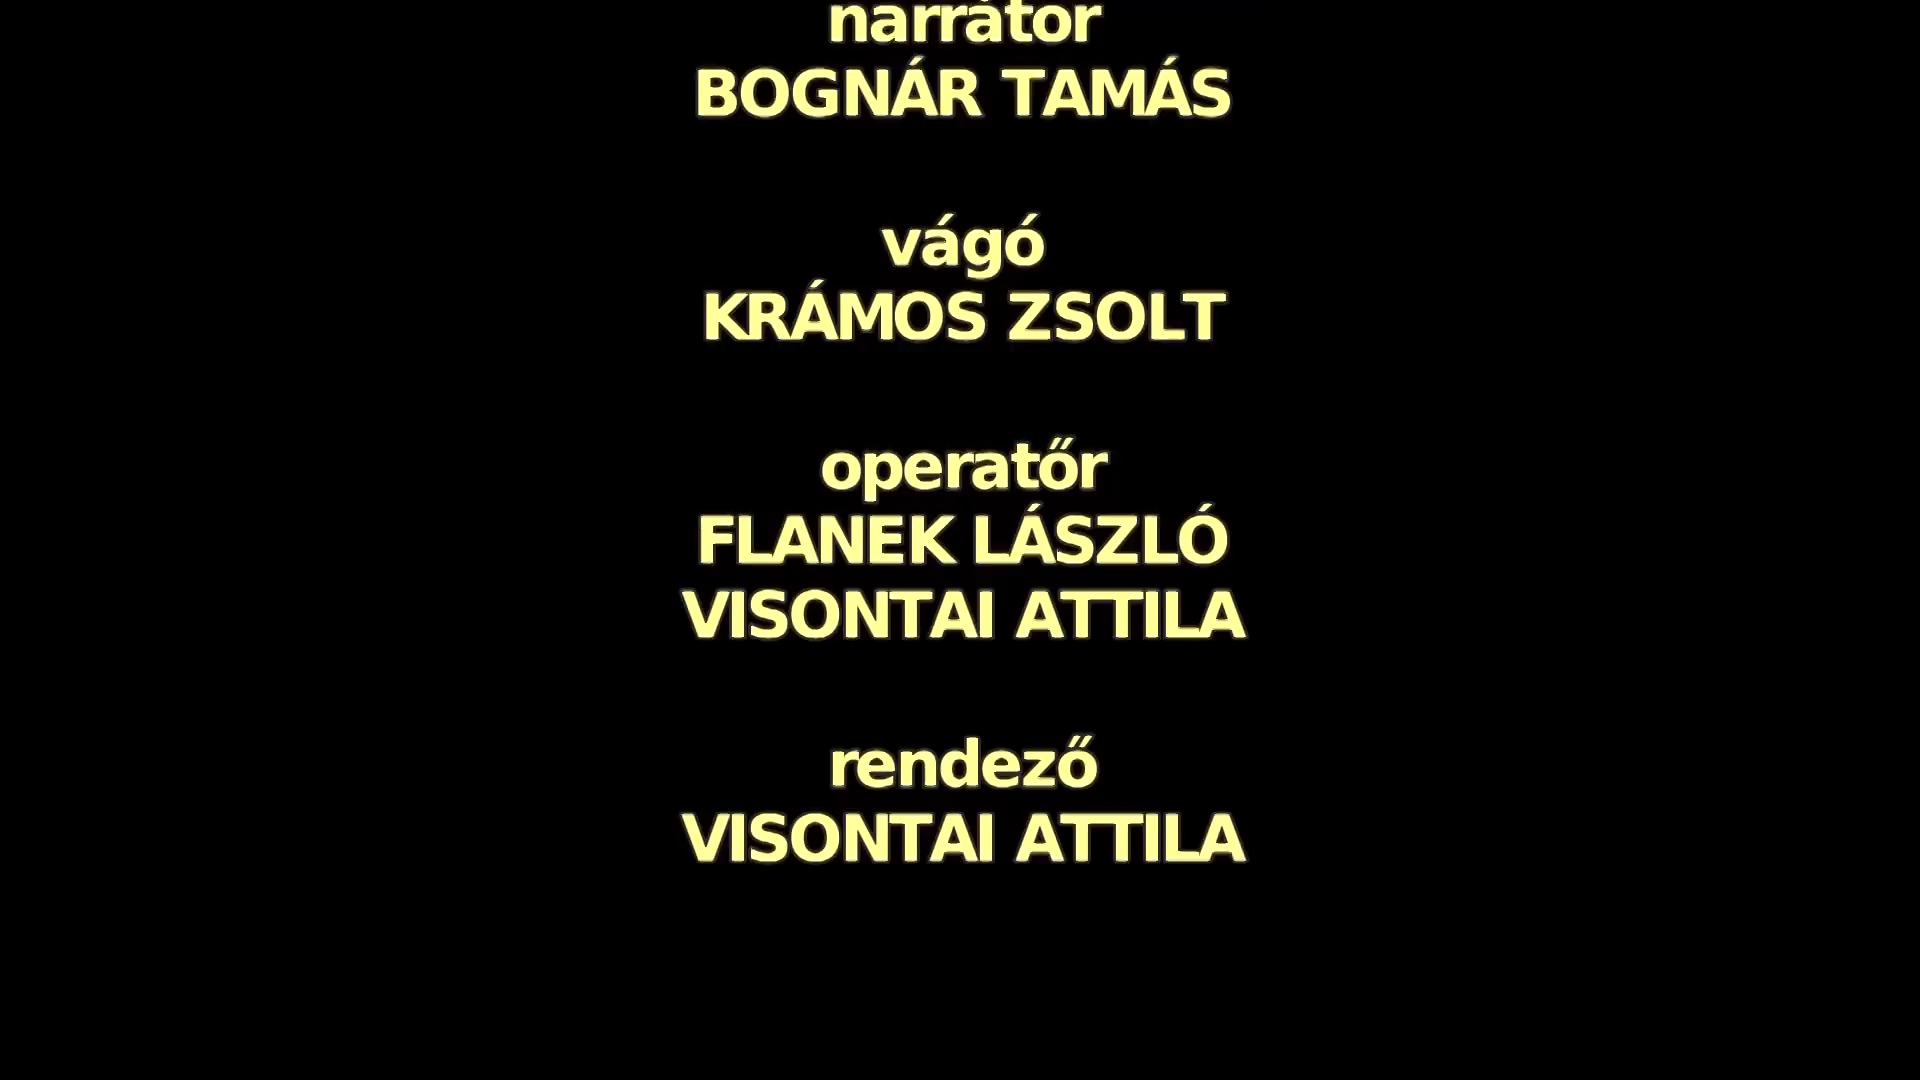 narrátor
BOGNÁR TAMÁS
vágó
KRÁMOS ZSOLT
operatőr
FLANEK LÁSZLÓ
VISONTAI ATTILA
rendező
VISONTAI ATTILA